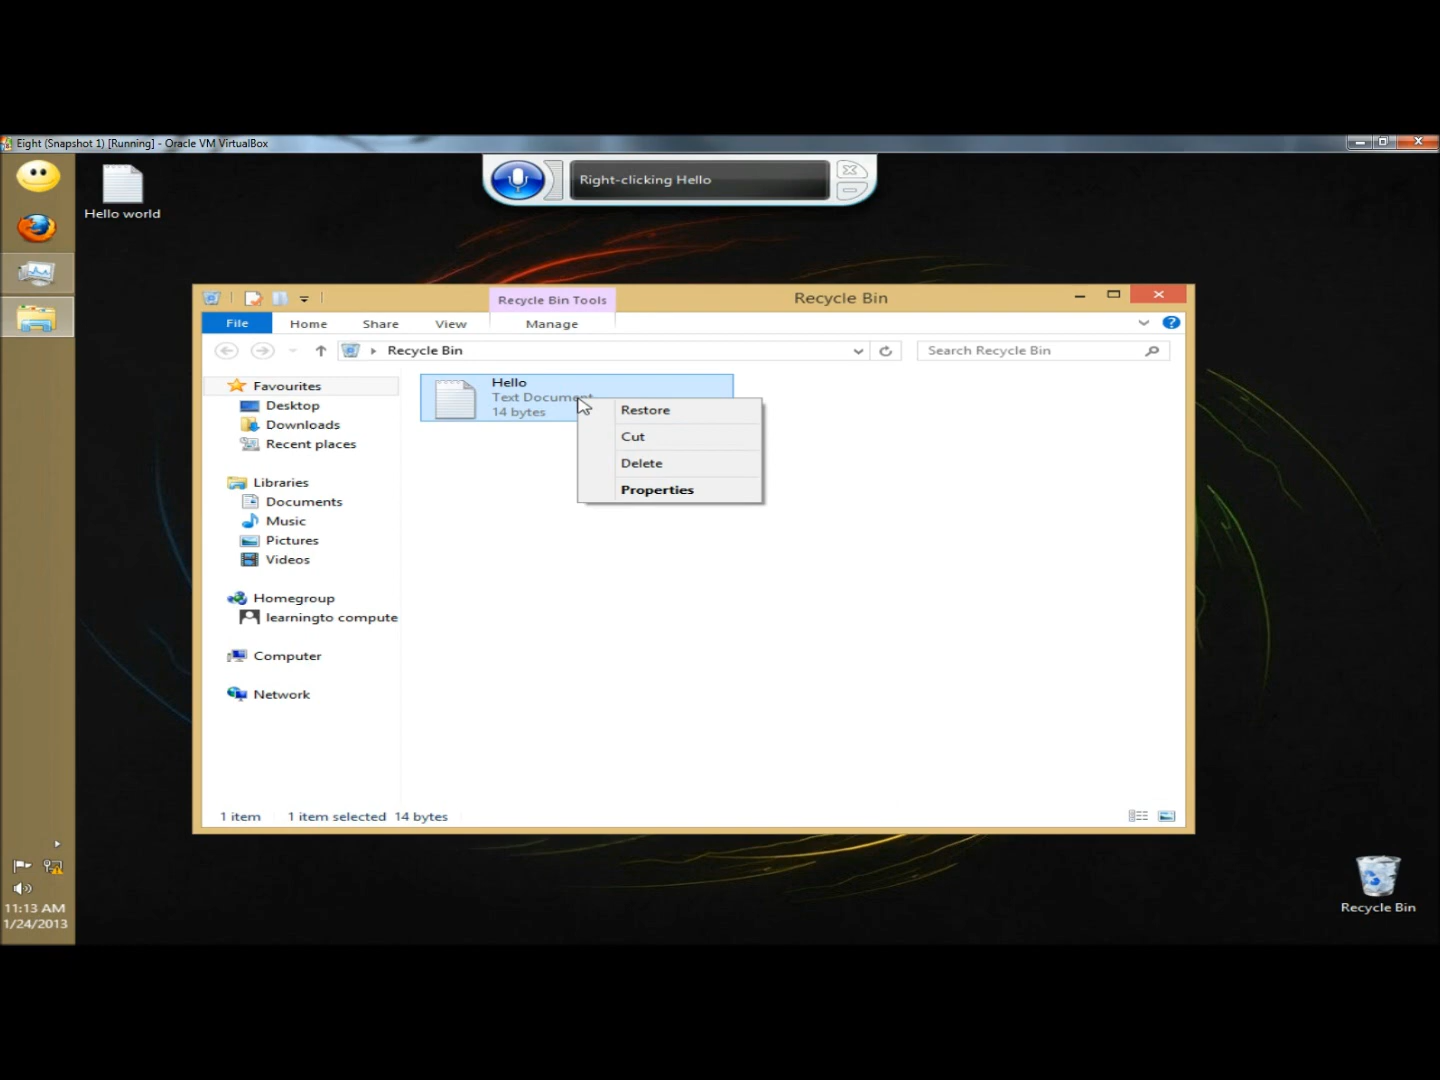 Eight (Snapshot 1) [Running] - Oracle VM VirtualBox
Hello world
Right-clicking Hello
Recycle Bin Tools
Recycle Bin
File
Home
Share
View
Manage
Recycle Bin
Search Recycle Bin
Favourites
Desktop
Downloads
Recent places
Libraries
Documents
Music
Pictures
Videos
Homegroup
learningto compute
Computer
Network
Hello
Text Document
14 bytes
Restore
Cut
Delete
Properties
1 item
1 item selected 14 bytes
11:13 AM
1/24/2013
Recycle Bin